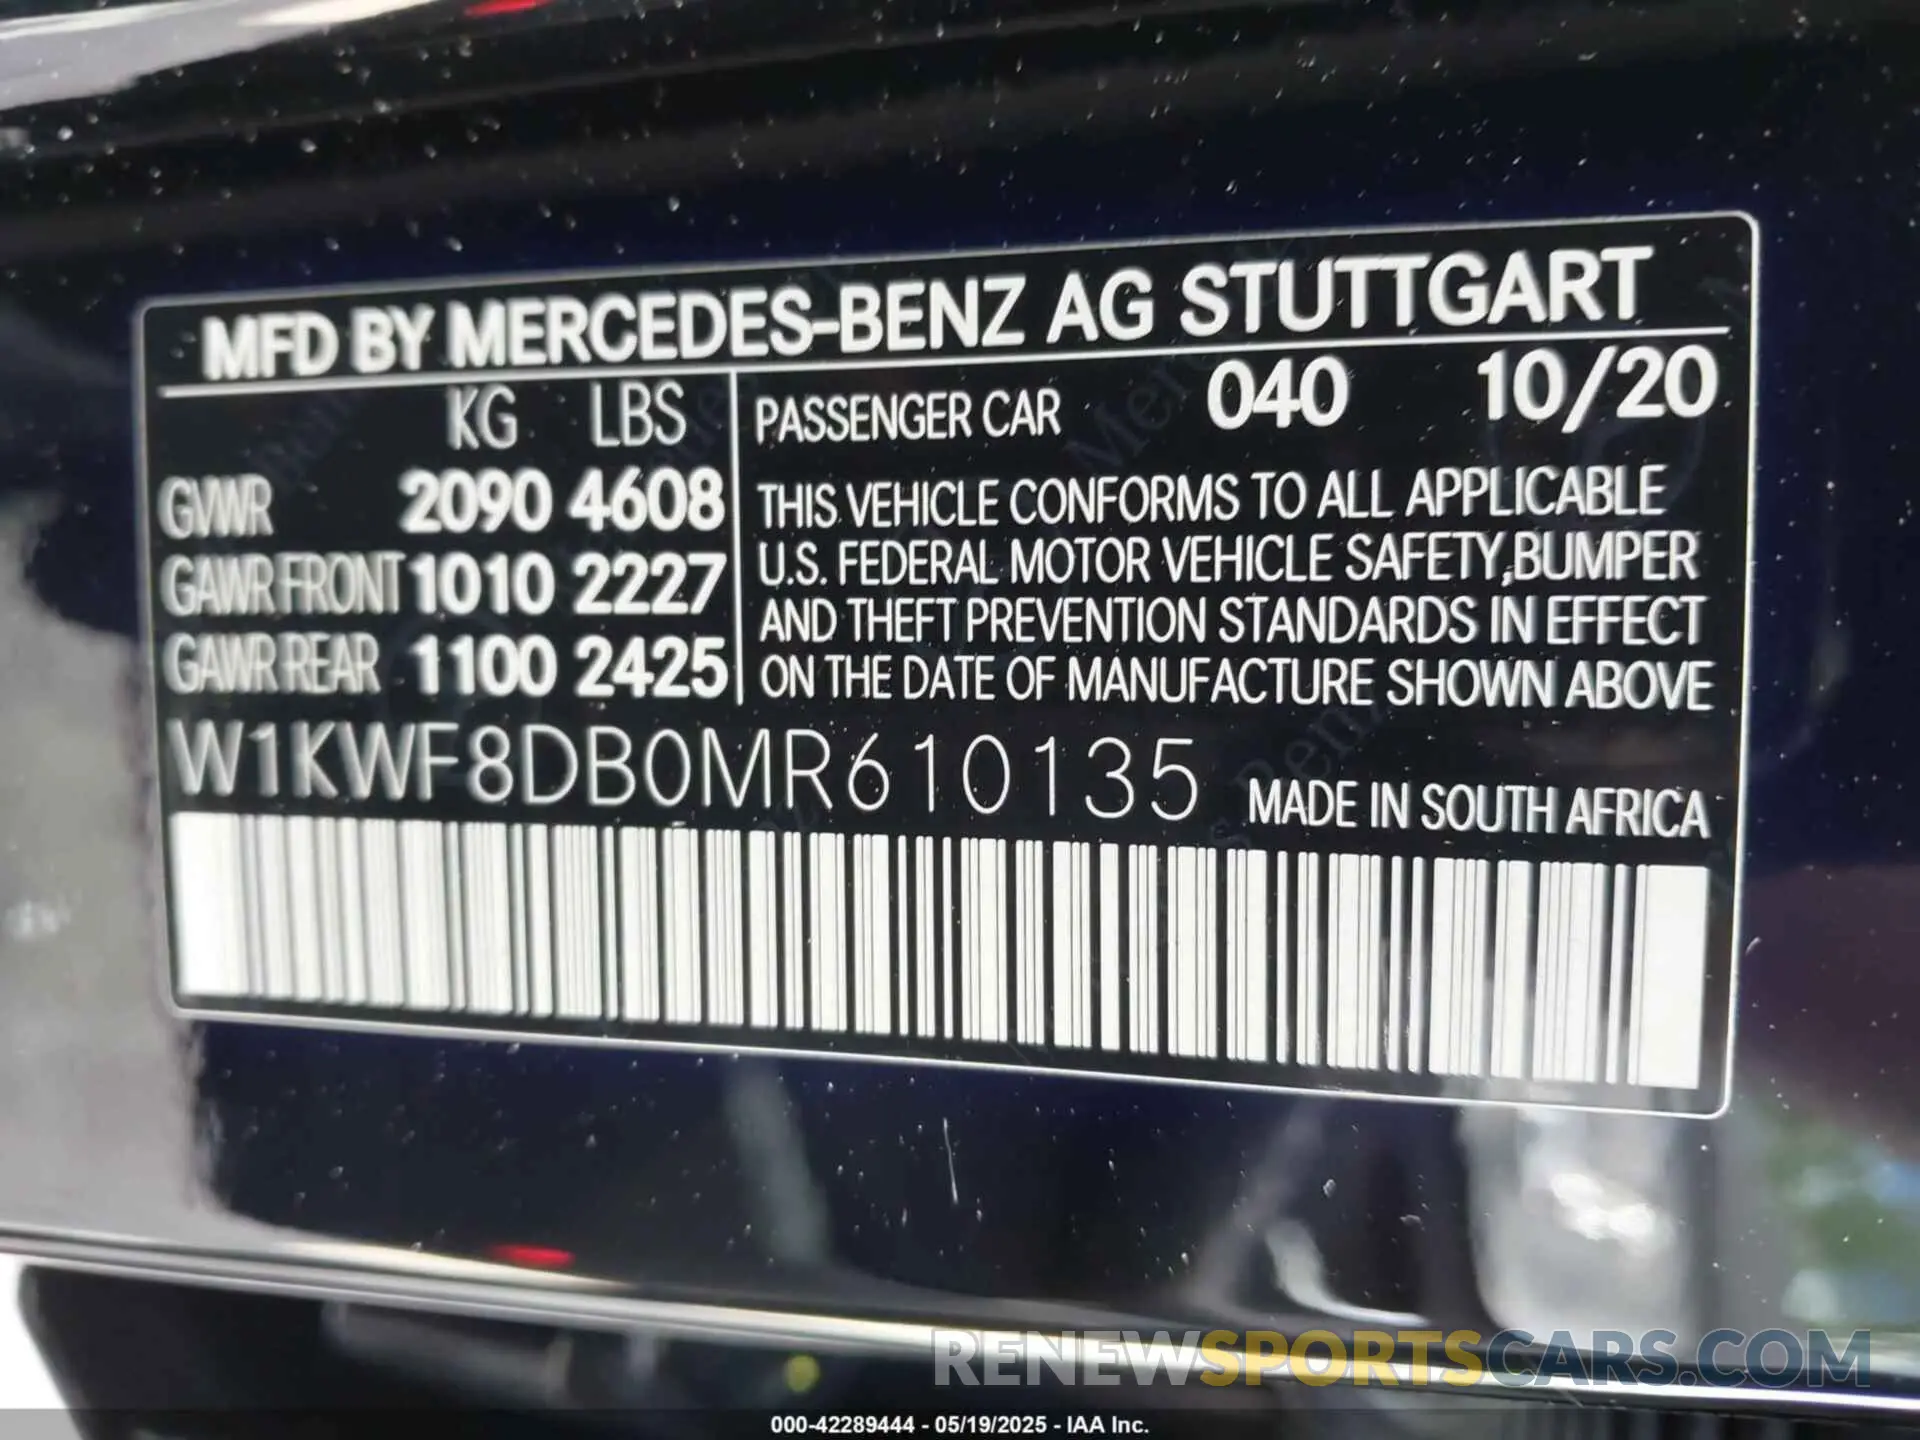 MFD BY MERCEDES-BENZ AG STUTTGART
KG LBS
GVWR 2090 4608
GAWR FRONT 1010 2227
GAWR REAR 1100 2425
PASSENGER CAR 040 10/20
THIS VEHICLE CONFORMS TO ALL APPLICABLE
U.S. FEDERAL MOTOR VEHICLE SAFETY, BUMPER
AND THEFT PREVENTION STANDARDS IN EFFECT
ON THE DATE OF MANUFACTURE SHOWN ABOVE
W1KWF8DB0MR610135 MADE IN SOUTH AFRICA
RENEWSPORTSCARS.COM
000-42289444 - 05/19/2025 - IAA Inc.